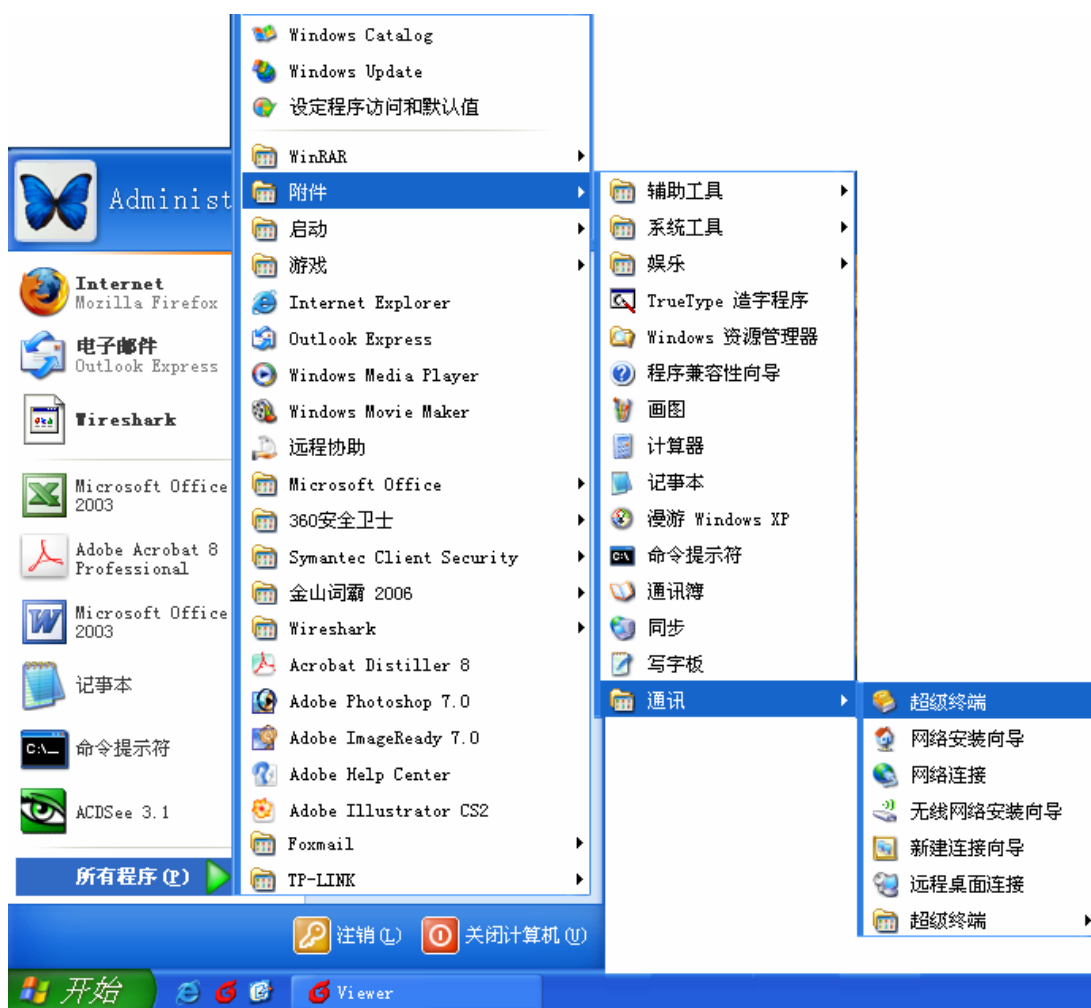 Administ
Internet
Mozilla Firefox
电子邮件
Outlook Express
Wireshark
Microsoft Office
2003
Adobe Acrobat 8
Professional
Microsoft Office
2003
记事本
命令提示符
ACDSee 3.1
所有程序(P)
Windows Catalog
Windows Update
设定程序访问和默认值
WinRAR
附件
启动
游戏
Internet Explorer
Outlook Express
Windows Media Player
Windows Movie Maker
远程协助
Microsoft Office
360安全卫士
Symantec Client Security
金山词霸 2006
Wireshark
Acrobat Distiller 8
Adobe Photoshop 7.0
Adobe ImageReady 7.0
Adobe Help Center
Adobe Illustrator CS2
Foxmail
TP-LINK
辅助工具
系统工具
娱乐
TrueType 造字程序
Windows 资源管理器
程序兼容性向导
画图
计算器
记事本
漫游 Windows XP
命令提示符
通讯簿
同步
写字板
通讯
超级终端
网络安装向导
网络连接
无线网络安装向导
新建连接向导
远程桌面连接
超级终端
注销(L)
关闭计算机(U)
开始
Viewer